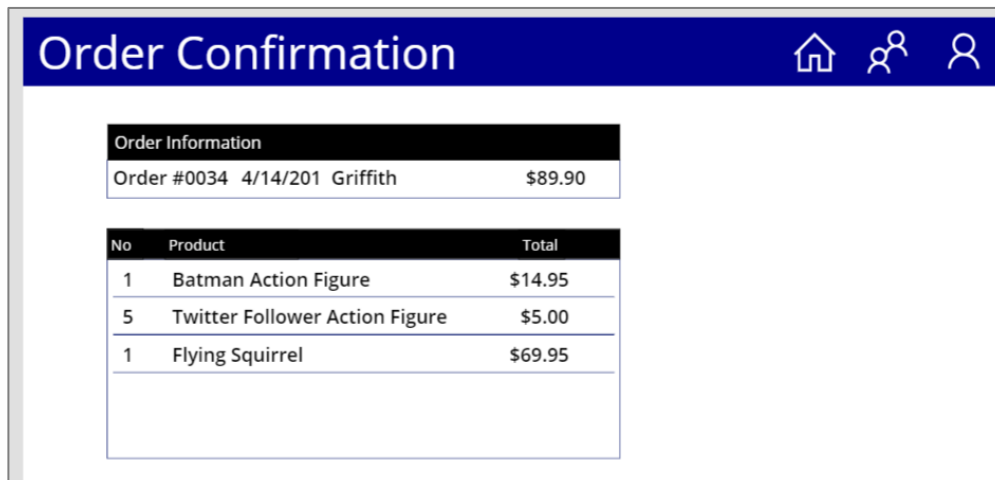 Order Confirmation
Order Information
Order #0034 4/14/201 Griffith $89.90
No Product Total
1 Batman Action Figure $14.95
5 Twitter Follower Action Figure $5.00
1 Flying Squirrel $69.95